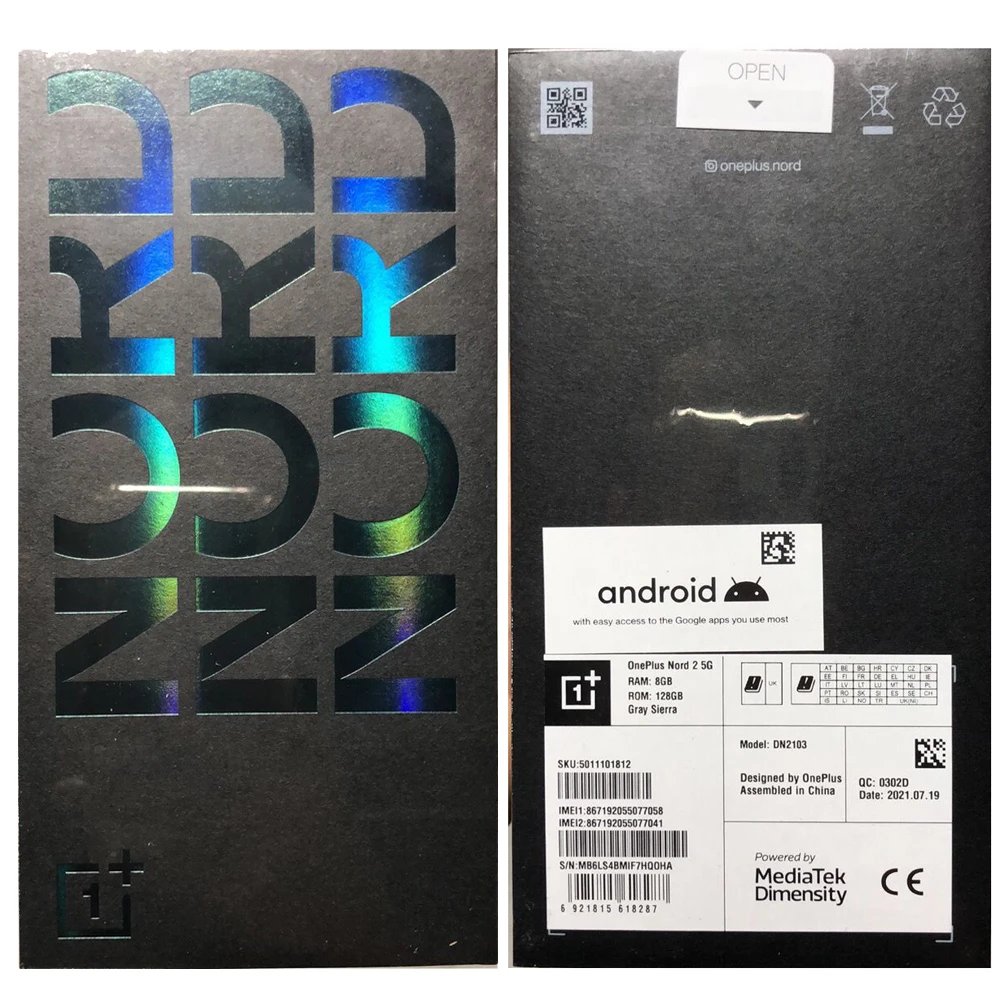 NORD
NORD
NORD
1+
OPEN
oneplus.nord
android
with easy access to the Google apps you use most
1+
OnePlus Nord 2 5G
RAM: 8GB
ROM: 128GB
Gray Sierra
UK
AT BE BG HR CY CZ DK
EE FI FR DE EL HU IE
IT LV LT LU MT NL PL
PT RO SK SI ES SE CH
IS LI NO TR UK(NI)
SKU:5011101812
IMEI1:867192055077058
IMEI2:867192055077041
S/N:MB6LS4BMIF7HQOHA
6 921815 618287
Model: DN2103
Designed by OnePlus
Assembled in China
QC: 0302D
Date: 2021.07.19
Powered by
MediaTek
Dimensity
CE